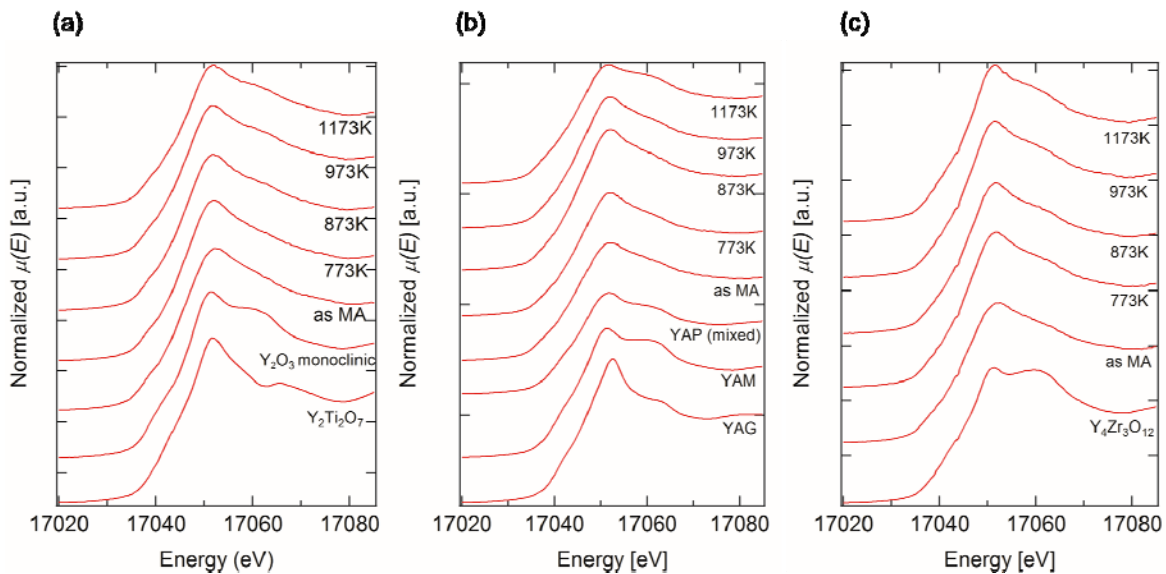 (a)
Normalized μ(E) [a.u.]
1173K
973K
873K
773K
as MA
Y₂O₃ monoclinic
Y₂Ti₂O₇
17020 17040 17060 17080
Energy (eV)
(b)
Normalized μ(E) [a.u.]
1173K
973K
873K
773K
as MA
YAP (mixed)
YAM
YAG
17020 17040 17060 17080
Energy [eV]
(c)
Normalized μ(E) [a.u.]
1173K
973K
873K
773K
as MA
Y₄Zr₃O₁₂
17020 17040 17060 17080
Energy [eV]